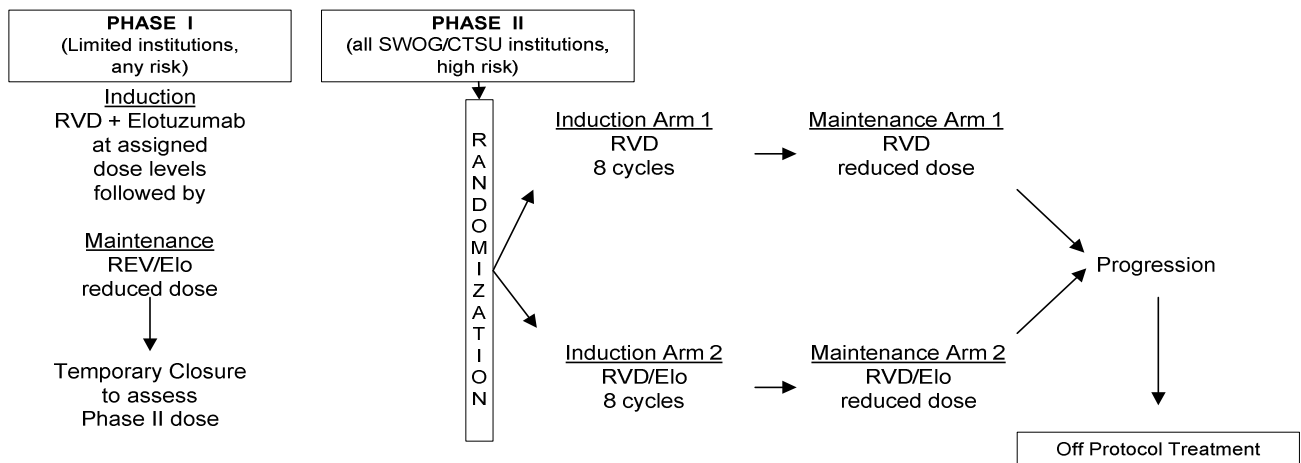 PHASE I
(Limited institutions,
any risk)
Induction
RVD + Elotuzumab
at assigned
dose levels
followed by
Maintenance
REV/Elo
reduced dose
Temporary Closure
to assess
Phase II dose
PHASE II
(all SWOG/CTSU institutions,
high risk)
RANDOMIZATION
Induction Arm 1
RVD
8 cycles
Maintenance Arm 1
RVD
reduced dose
Induction Arm 2
RVD/Elo
8 cycles
Maintenance Arm 2
RVD/Elo
reduced dose
Progression
Off Protocol Treatment